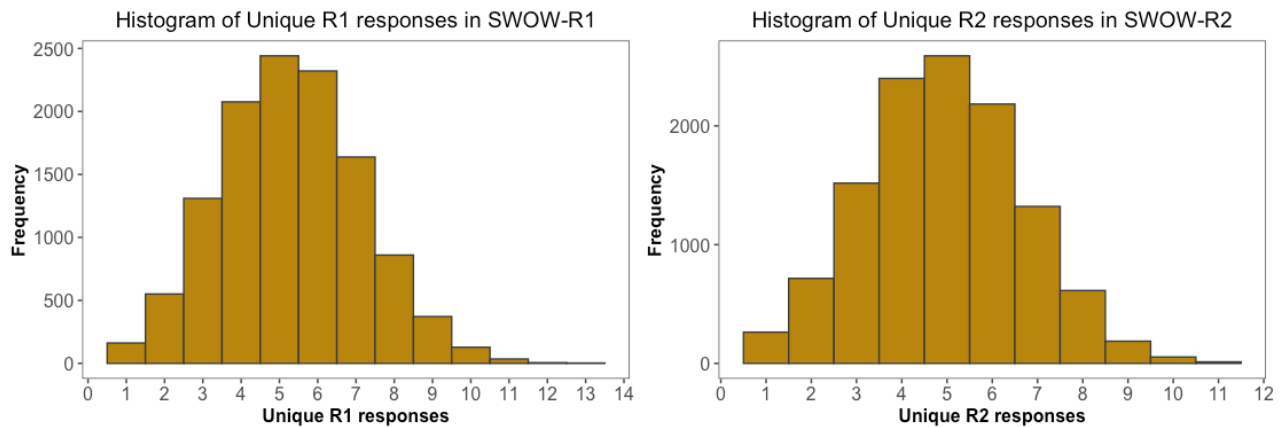 Histogram of Unique R1 responses in SWOW-R1
Frequency
2500
2000
1500
1000
500
0
0 1 2 3 4 5 6 7 8 9 10 11 12 13 14
Unique R1 responses
Histogram of Unique R2 responses in SWOW-R2
Frequency
2000
1000
0
0 1 2 3 4 5 6 7 8 9 10 11 12
Unique R2 responses